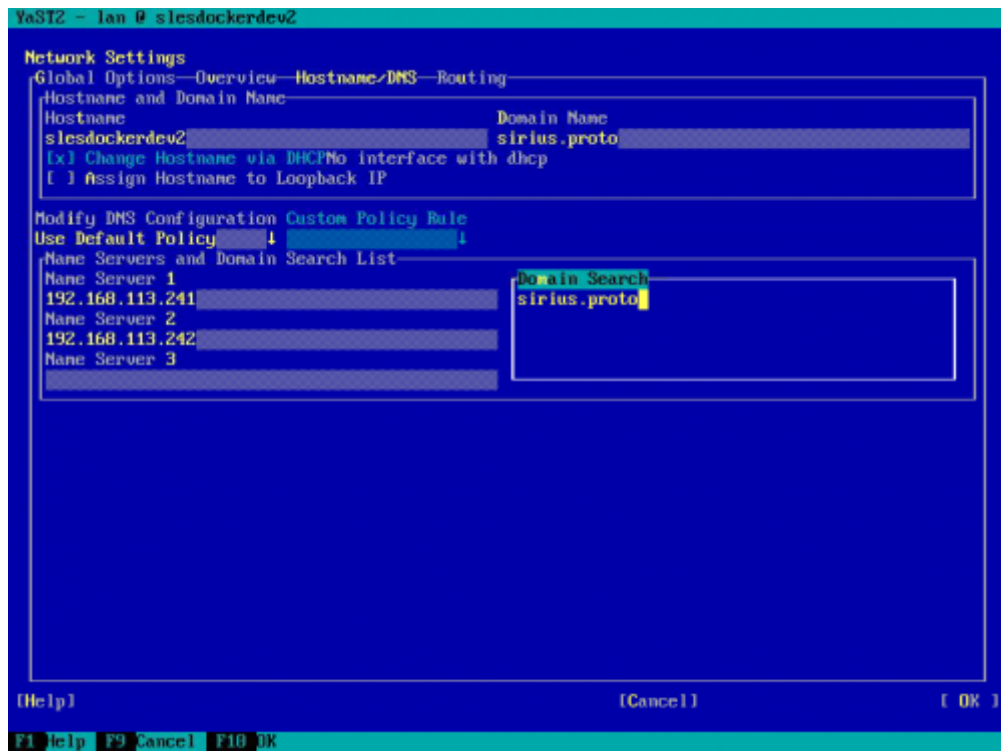 YaST2 - lan @ slesdockerdev2
Network Settings
Global Options Overview Hostname/DNS Routing
Hostname and Domain Name
Hostname Domain Name
slesdockerdev2 sirius.proto
[x] Change Hostname via DHCPNo interface with dhcp
[ ] Assign Hostname to Loopback IP
Modify DNS Configuration Custom Policy Rule
Use Default Policy↓ ↓
Name Servers and Domain Search List
Name Server 1 Domain Search
192.168.113.241 sirius.proto
Name Server 2
192.168.113.242
Name Server 3
[Help] [Cancel] [ OK ]
F1 Help F9 Cancel F10 OK